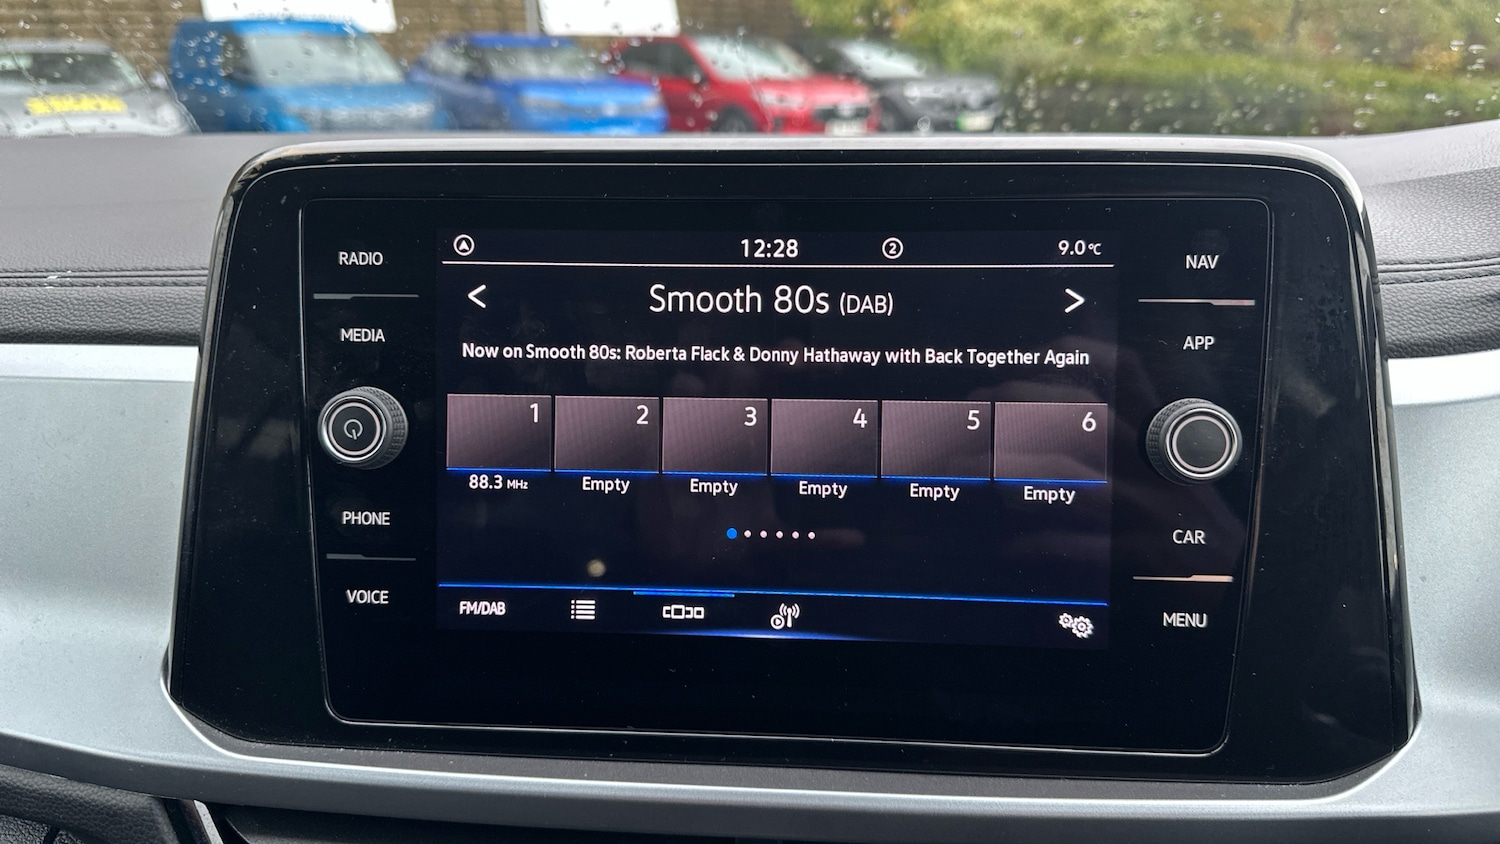 RADIO
MEDIA
PHONE
VOICE
12:28
2
9.0°C
Smooth 80s (DAB)
Now on Smooth 80s: Roberta Flack & Donny Hathaway with Back Together Again
1
2
3
4
5
6
88.3 MHz
Empty
Empty
Empty
Empty
Empty
FM/DAB
NAV
APP
CAR
MENU